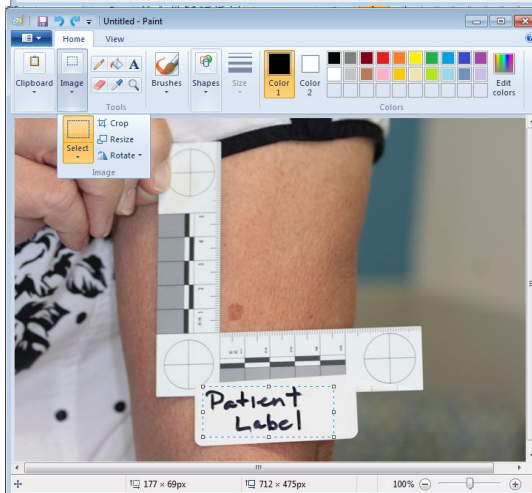 Untitled - Paint
Home
View
Clipboard
Image
Tools
Brushes
Shapes
Size
Color 1
Color 2
Edit colors
Colors
Select
Crop
Resize
Rotate
Image
Patient
Label
177 × 69px
712 × 475px
100%